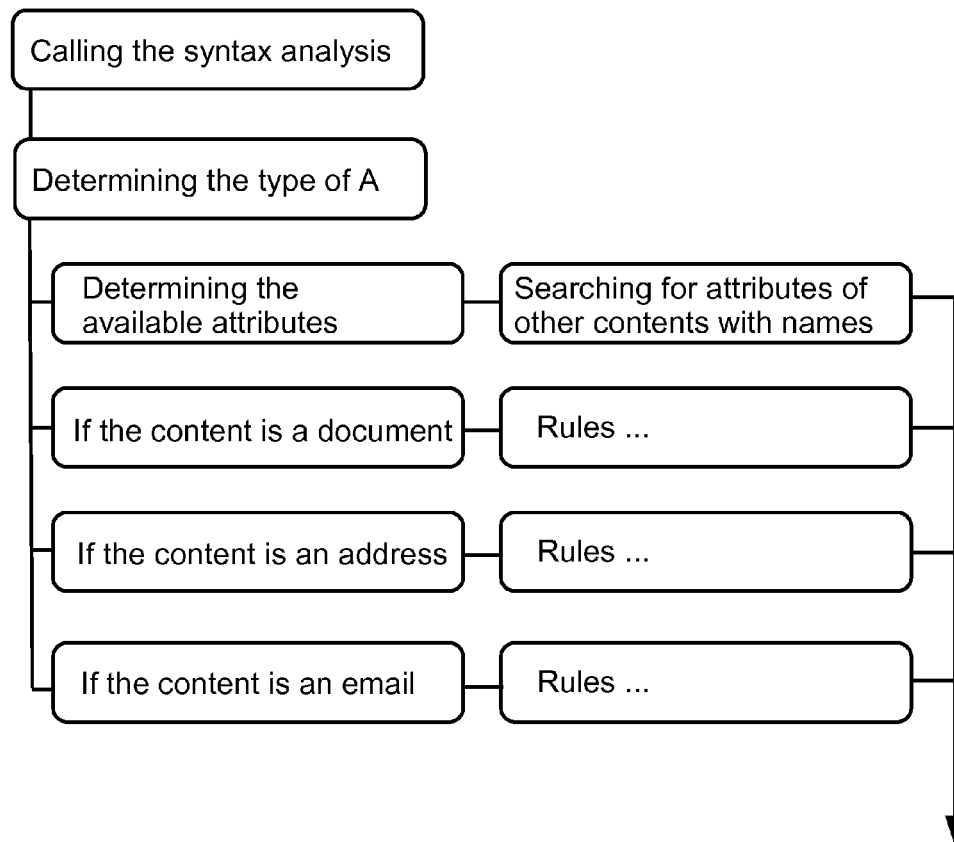 Calling the syntax analysis
Determining the type of A
Determining the
available attributes
Searching for attributes of
other contents with names
If the content is a document
Rules ...
If the content is an address
Rules ...
If the content is an email
Rules ...